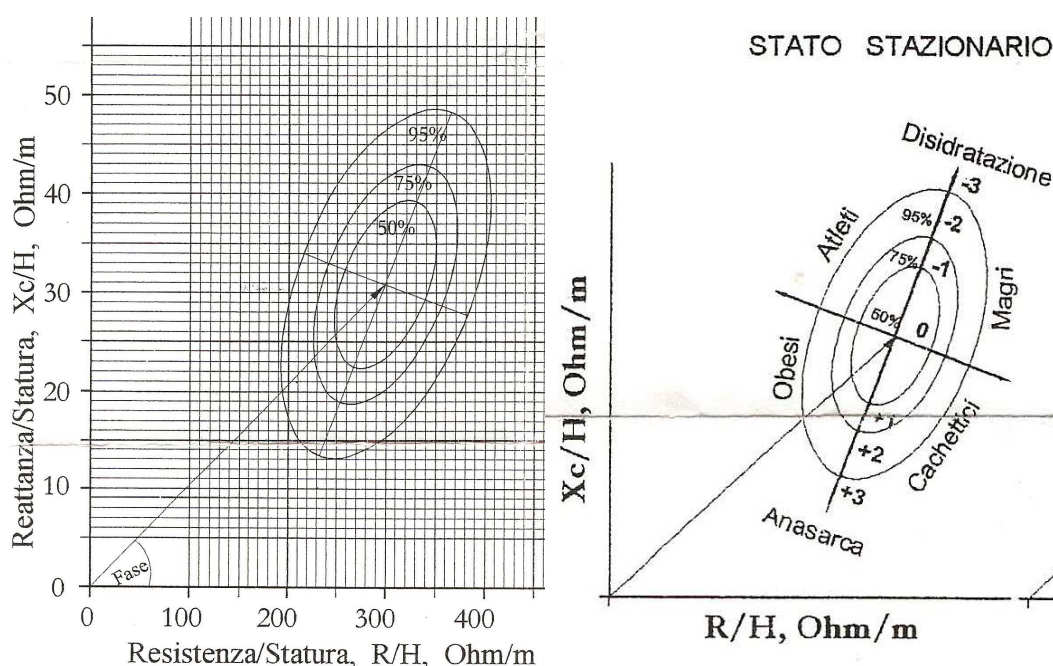 50
40
30
20
10
0
0
100
200
300
400
Reattanza/Statura, Xc/H, Ohm/m
Resistenza/Statura, R/H, Ohm/m
95%
75%
50%
Fase
STATO STAZIONARIO
Disidratazione
-3
-2
-1
0
+1
+2
+3
95%
75%
50%
Atleti
Magri
Obesi
Cachettici
Anasarca
Xc/H, Ohm/m
R/H, Ohm/m